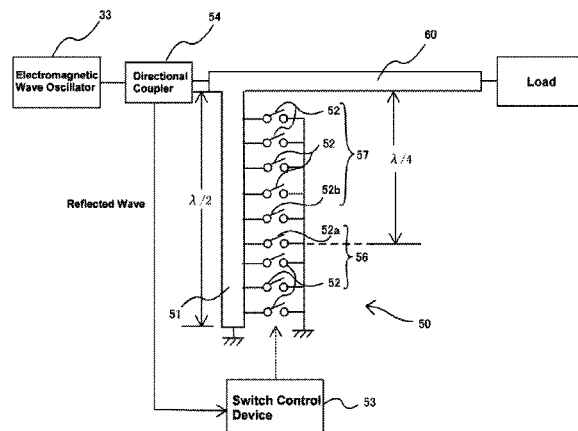 33
54
60
Electromagnetic
Wave Oscillator
Directional
Coupler
Load
52
52
57
λ/2
λ/4
Reflected Wave
52b
52a
56
52
51
50
Switch Control
Device
53